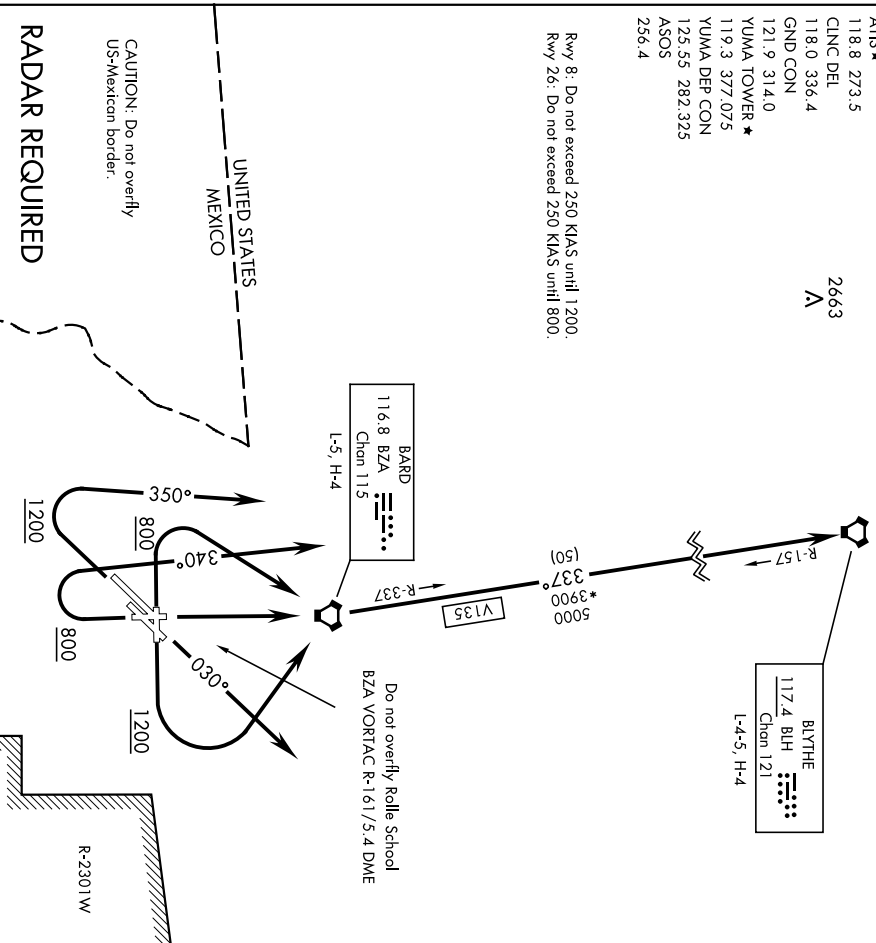 ATIS ★
118.8 273.5
CLNC DEL
118.0 336.4
GND CON
121.9 314.0
YUMA TOWER ★
119.3 377.075
YUMA DEP CON
125.55 282.325
ASOS
256.4
2663
Rwy 8: Do not exceed 250 KIAS until 1200.
Rwy 26: Do not exceed 250 KIAS until 800.
BLYTHE
117.4 BLH
Chan 121
L-4-5, H-4
R-157
5000
*3900
337°
(50)
V135
R-337
BARD
116.8 BZA
Chan 115
L-5, H-4
Do not overfly Rolle School
BZA VORTAC R-161/5.4 DME
UNITED STATES
MEXICO
CAUTION: Do not overfly
US-Mexican border.
RADAR REQUIRED
350°
1200
800
340°
800
030°
1200
R-2301W